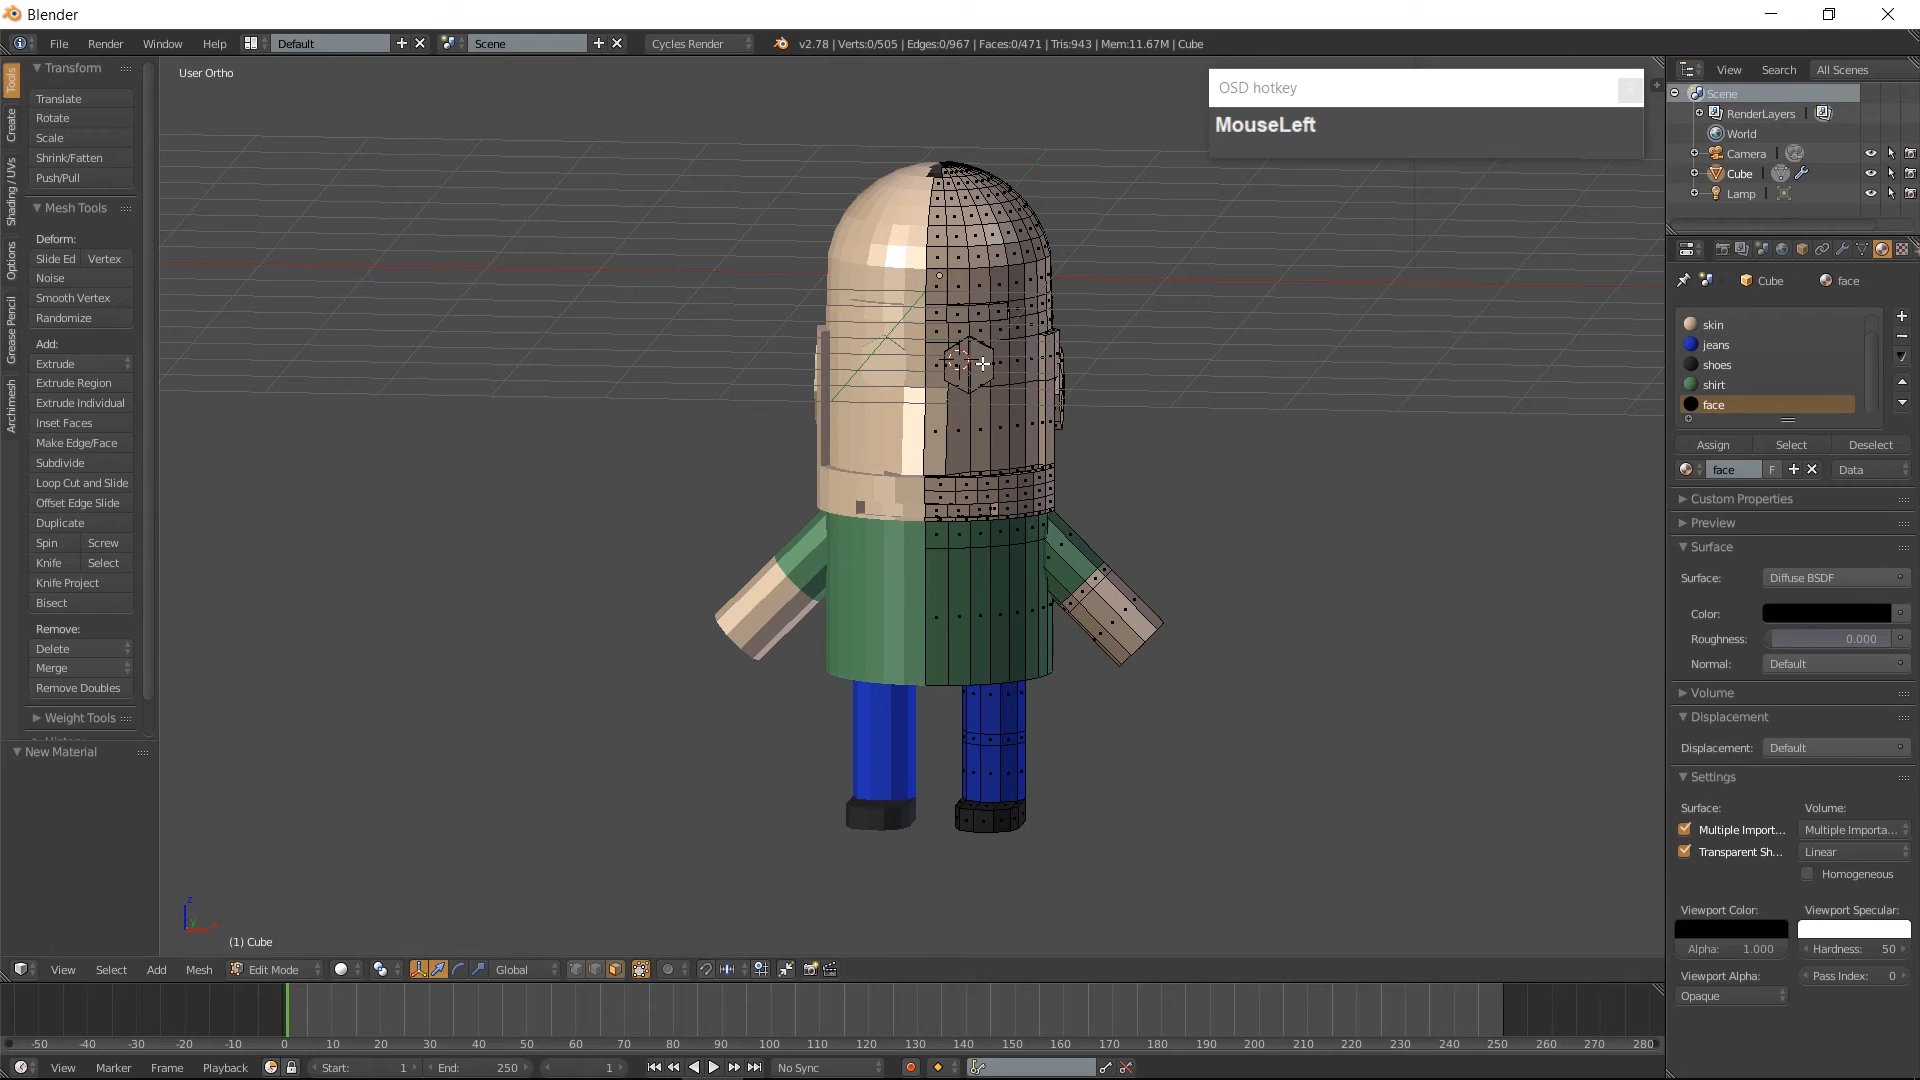 Blender
File Render Window Help Default Scene Cycles Render v2.78 | Verts:0/505 | Edges:0/967 | Faces:0/471 | Tris:943 | Mem:11.67M | Cube
Tools
Create
Shading / UVs
Options
Grease Pencil
Archimesh
Transform
Translate
Rotate
Scale
Shrink/Fatten
Push/Pull
Mesh Tools
Deform:
Slide Ed Vertex
Noise
Smooth Vertex
Randomize
Add:
Extrude
Extrude Region
Extrude Individual
Inset Faces
Make Edge/Face
Subdivide
Loop Cut and Slide
Offset Edge Slide
Duplicate
Spin Screw
Knife Select
Knife Project
Bisect
Remove:
Delete
Merge
Remove Doubles
Weight Tools
New Material
User Ortho
OSD hotkey
MouseLeft
z
y x
(1) Cube
View Select Add Mesh Edit Mode Global
-50 -40 -30 -20 -10 0 10 20 30 40 50 60 70 80 90 100 110 120 130 140 150 160 170 180 190 200 210 220 230 240 250 260 270 280
View Marker Frame Playback Start: 1 End: 250 1 No Sync
View Search All Scenes
Scene
RenderLayers
World
Camera
Cube
Lamp
Cube face
skin
jeans
shoes
shirt
face
Assign Select Deselect
face F Data
Custom Properties
Preview
Surface
Surface: Diffuse BSDF
Color:
Roughness: 0.000
Normal: Default
Volume
Displacement
Displacement: Default
Settings
Surface: Volume:
Multiple Import... Multiple Importa...
Transparent Sh... Linear
Homogeneous
Viewport Color: Viewport Specular:
Alpha: 1.000 Hardness: 50
Viewport Alpha: Pass Index: 0
Opaque